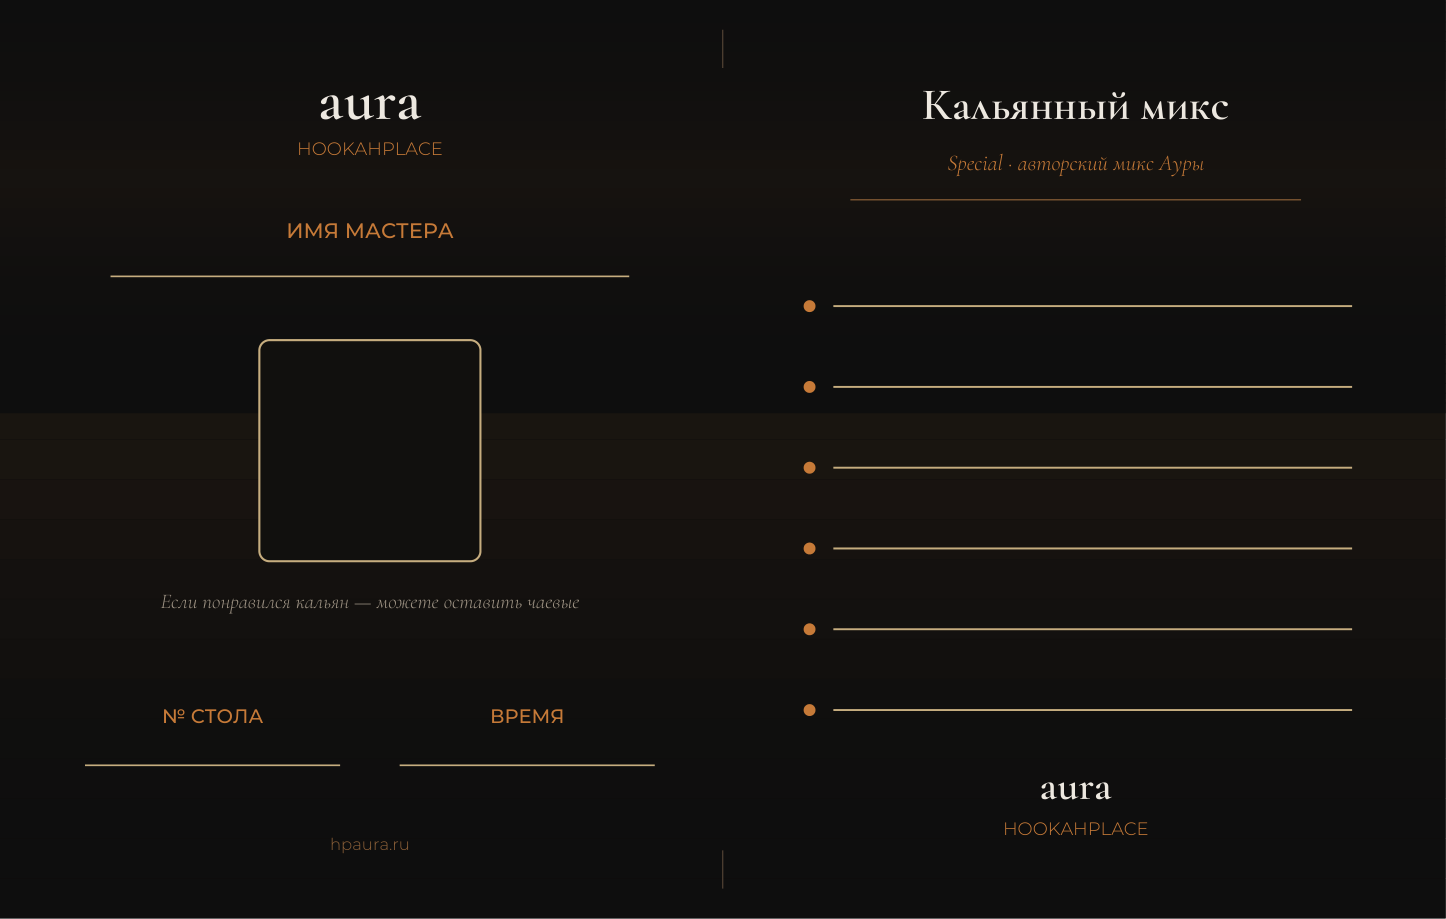 aura
HOOKAHPLACE
ИМЯ МАСТЕРА
Если понравился кальян — можете оставить чаевые
№ СТОЛА
ВРЕМЯ
hpaura.ru
Кальянный микс
Special · авторский микс Ауры
aura
HOOKAHPLACE